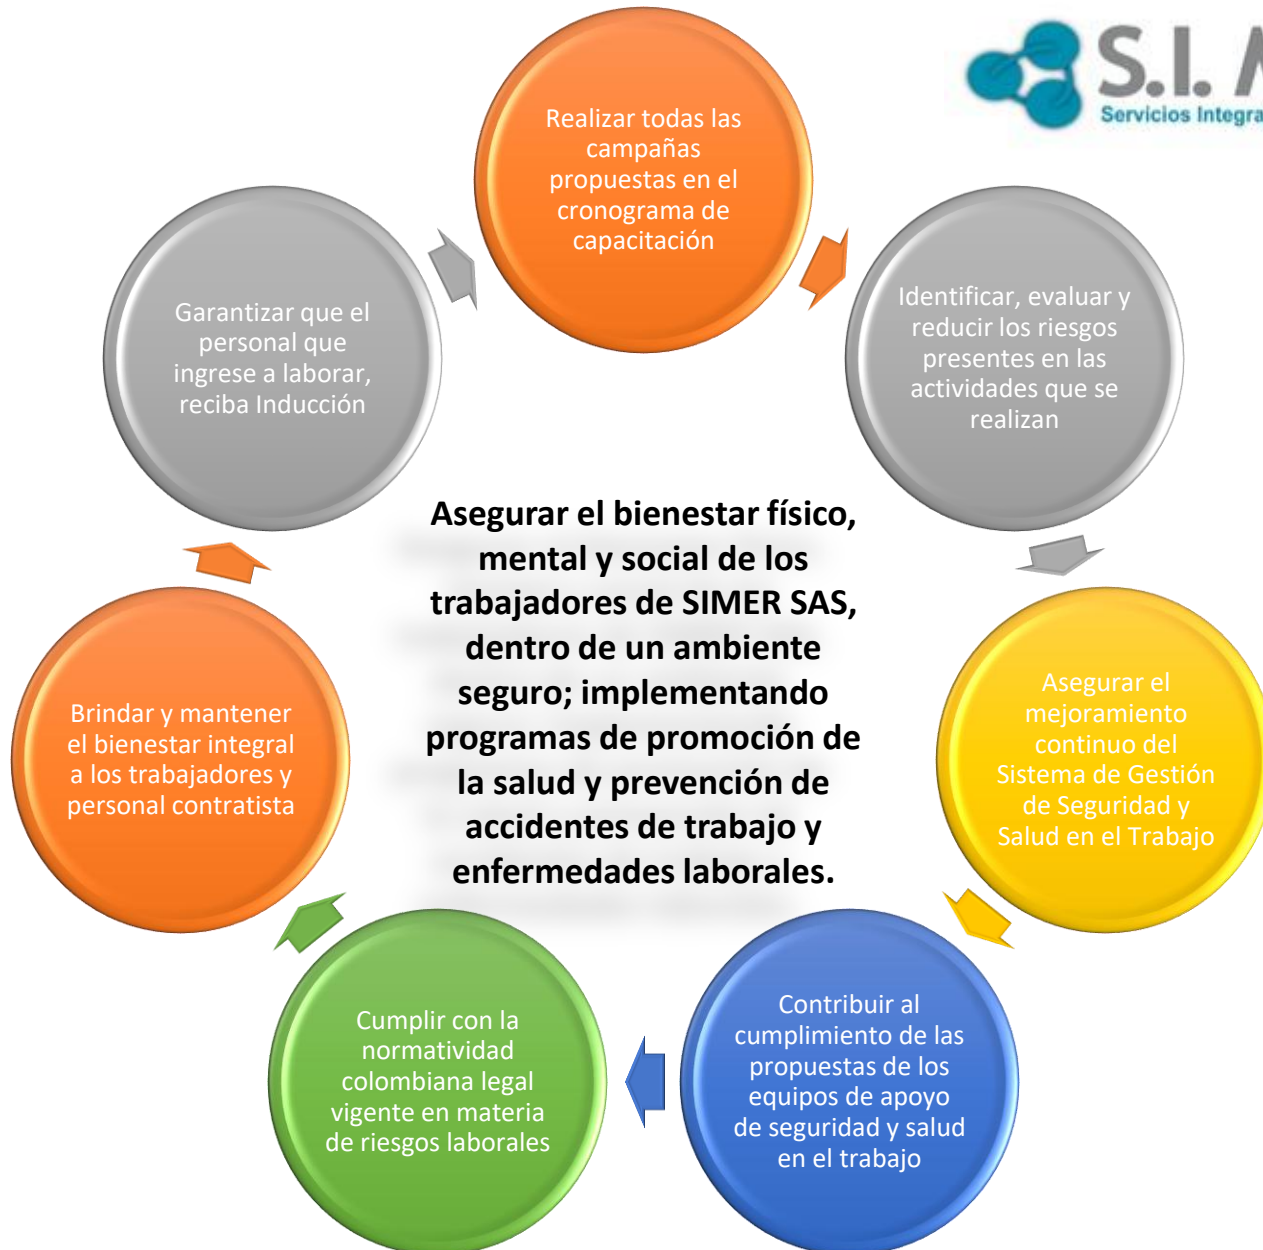 S.I.
Servicios
Realizar todas las
campañas
propuestas en el
cronograma de
capacitación
Identificar, evaluar y
reducir los riesgos
presentes en las
actividades que se
realizan
Asegurar el
mejoramiento
continuo del
Sistema de Gestión
de Seguridad y
Salud en el Trabajo
Contribuir al
cumplimiento de las
propuestas de los
equipos de apoyo
de seguridad y salud
en el trabajo
Cumplir con la
normatividad
colombiana legal
vigente en materia
de riesgos laborales
Brindar y mantener
el bienestar integral
a los trabajadores y
personal contratista
Garantizar que el
personal que
ingrese a laborar,
reciba Inducción
Asegurar el bienestar físico,
mental y social de los
trabajadores de SIMER SAS,
dentro de un ambiente
seguro; implementando
programas de promoción de
la salud y prevención de
accidentes de trabajo y
enfermedades laborales.